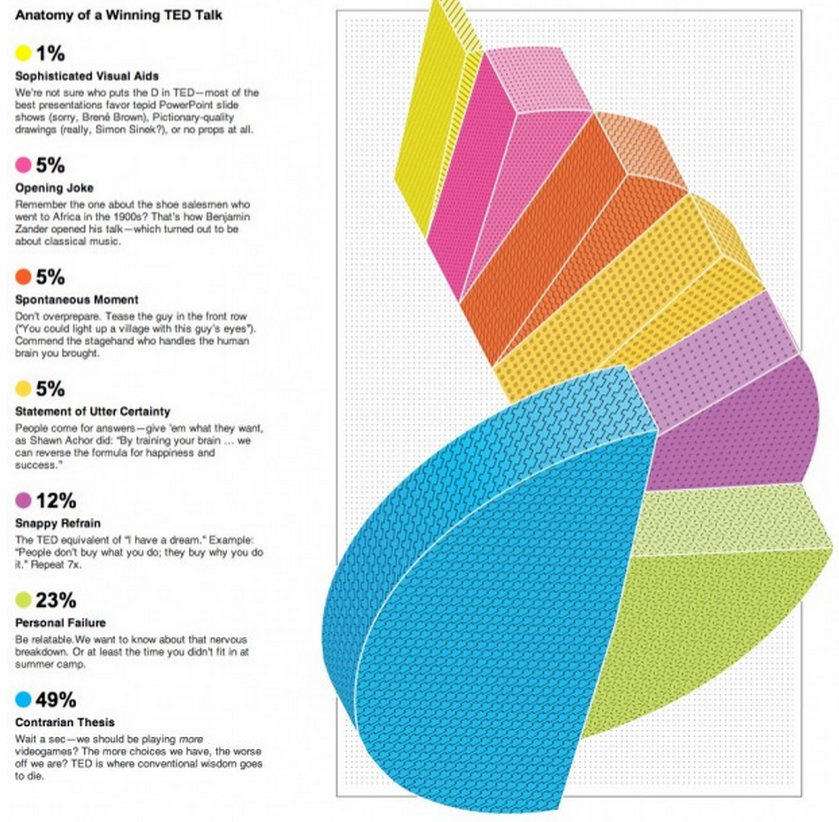 Anatomy of a Winning TED Talk
1%
Sophisticated Visual Aids
We're not sure who puts the D in TED—most of the
best presentations favor tepid PowerPoint slide
shows (sorry, Brené Brown), Pictionary-quality
drawings (really, Simon Sinek?), or no props at all.
5%
Opening Joke
Remember the one about the shoe salesmen who
went to Africa in the 1900s? That's how Benjamin
Zander opened his talk—which turned out to be
about classical music.
5%
Spontaneous Moment
Don't overprepare. Tease the guy in the front row
("You could light up a village with this guy's eyes").
Commend the stagehand who handles the human
brain you brought.
5%
Statement of Utter Certainty
People come for answers—give 'em what they want,
as Shawn Achor did: "By training your brain ... we
can reverse the formula for happiness and
success."
12%
Snappy Refrain
The TED equivalent of "I have a dream." Example:
"People don't buy what you do; they buy why you do
it." Repeat 7x.
23%
Personal Failure
Be relatable.We want to know about that nervous
breakdown. Or at least the time you didn't fit in at
summer camp.
49%
Contrarian Thesis
Wait a sec—we should be playing more
videogames? The more choices we have, the worse
off we are? TED is where conventional wisdom goes
to die.